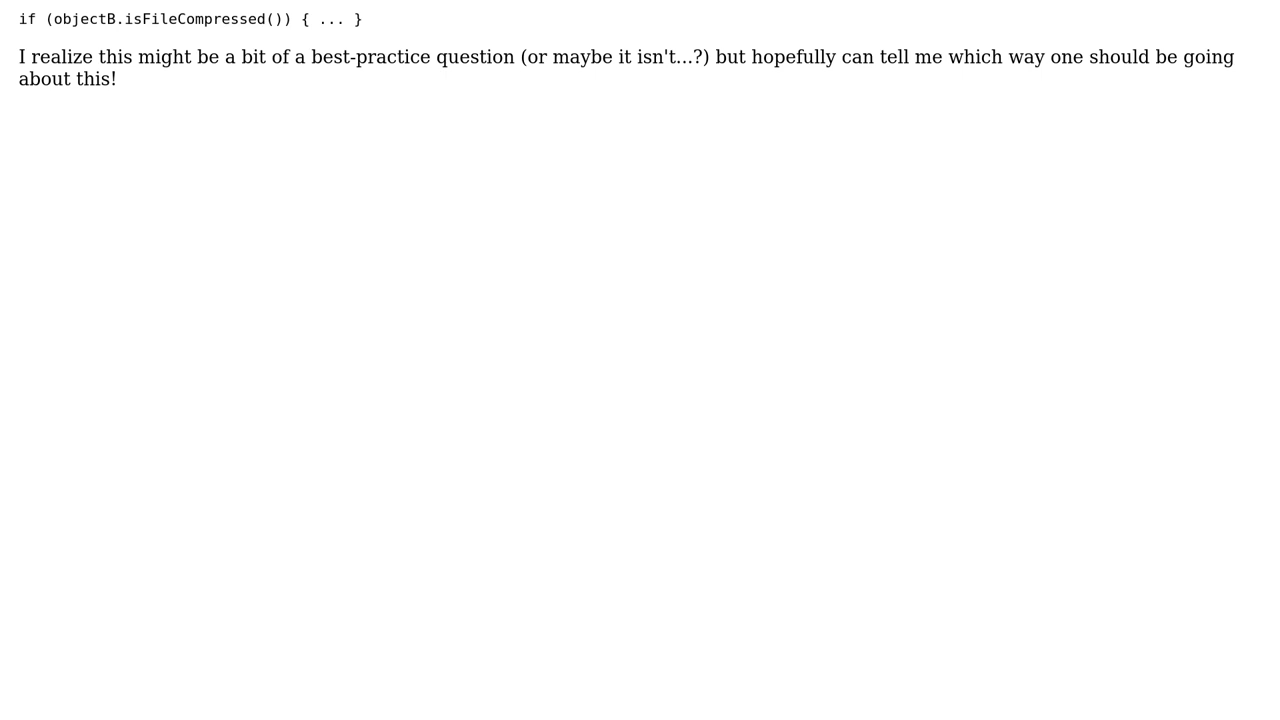 if (objectB.isFileCompressed()) { ... }
I realize this might be a bit of a best-practice question (or maybe it isn't...?) but hopefully can tell me which way one should be going
about this!